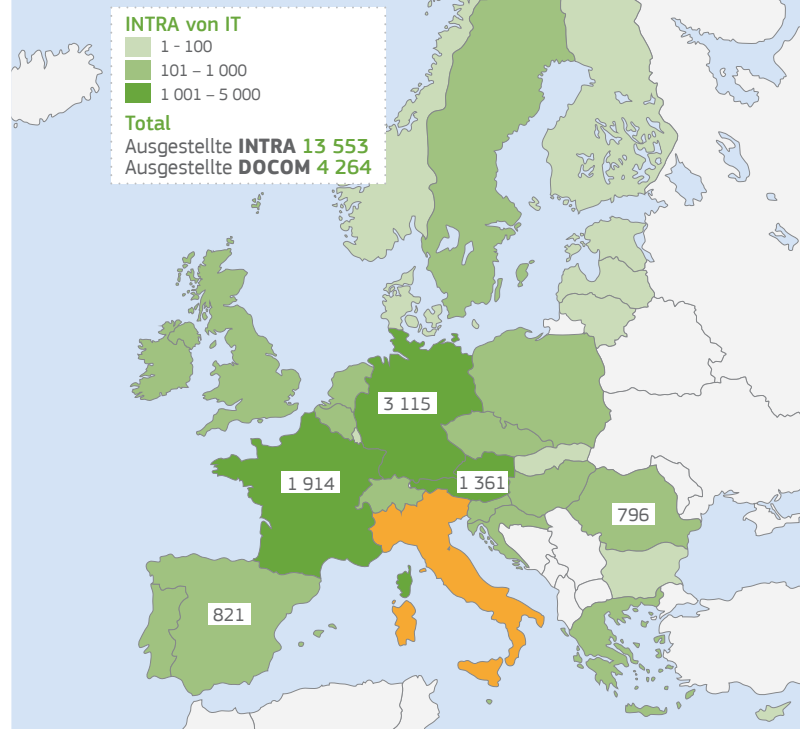 INTRA von IT
1 - 100
101 – 1 000
1 001 – 5 000
Total
Ausgestellte INTRA 13 553
Ausgestellte DOCOM 4 264
3 115
1 914
1 361
796
821